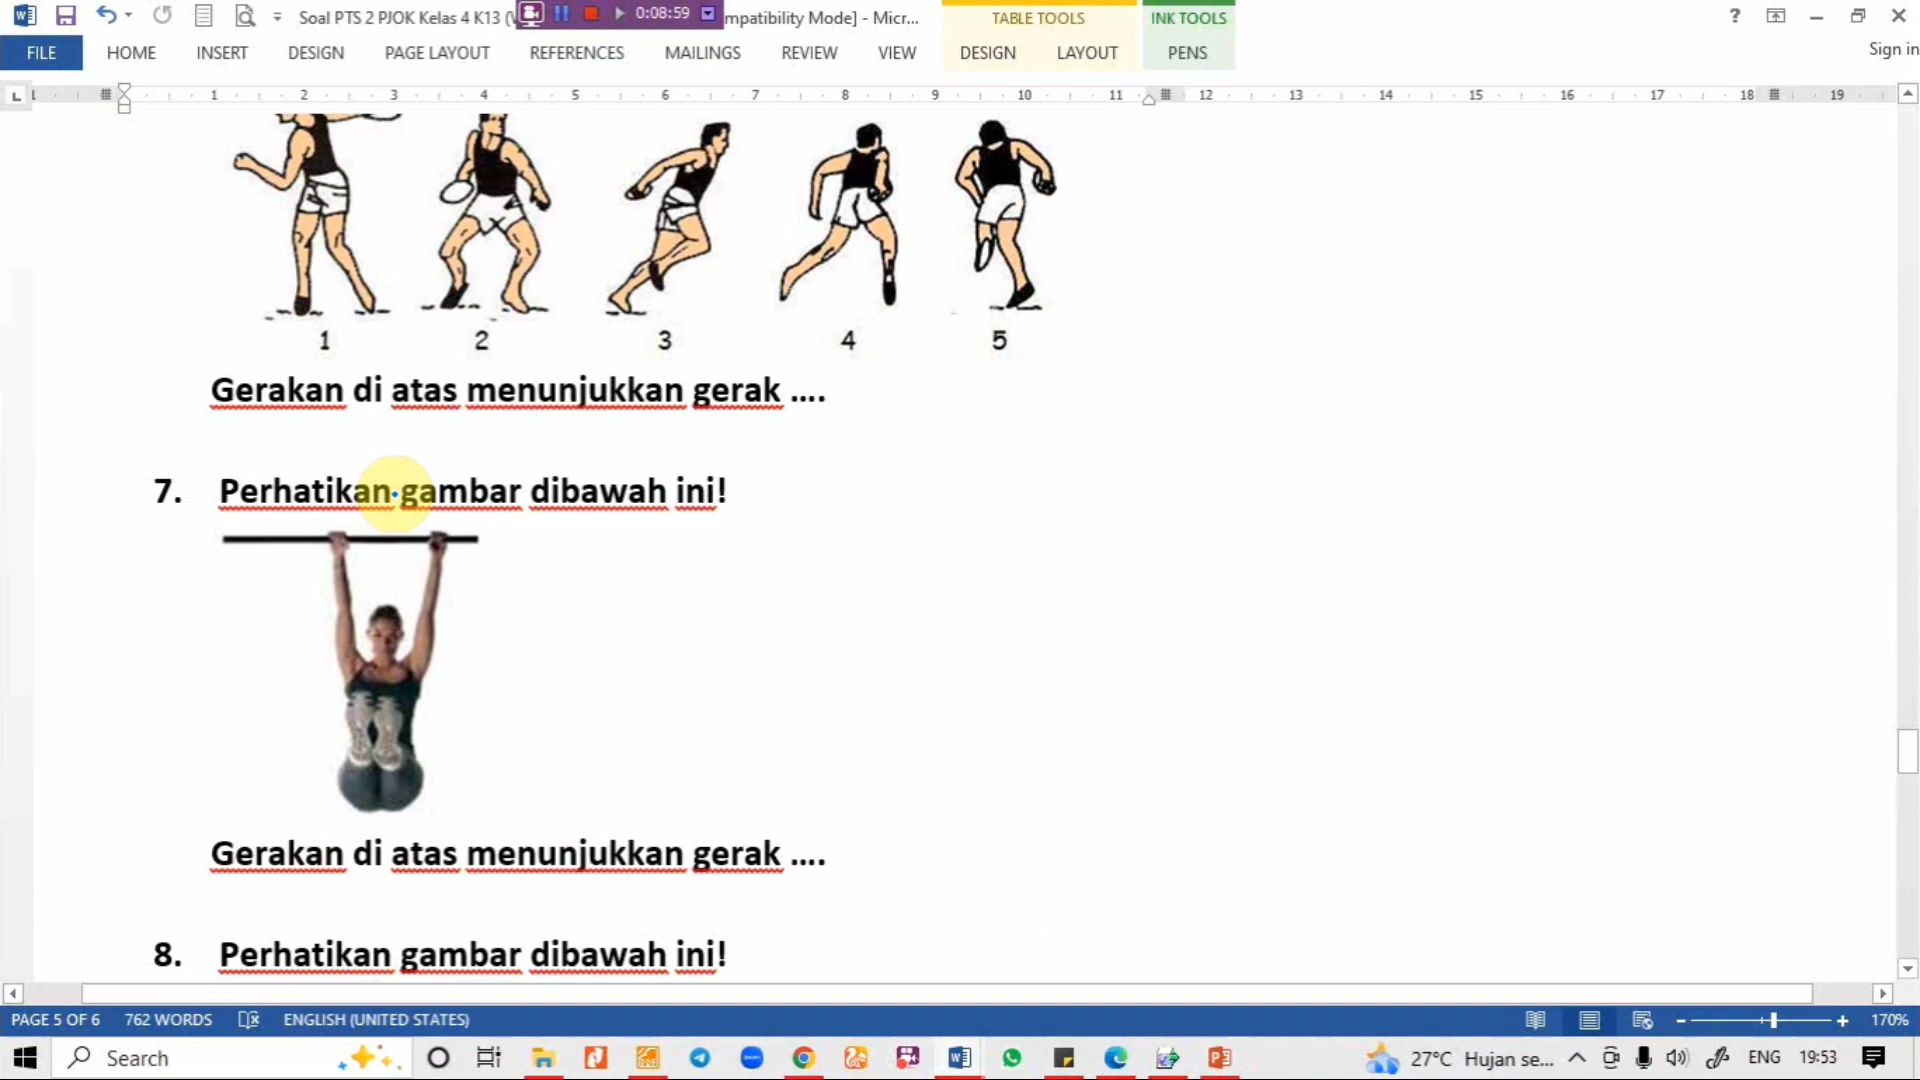 Soal PTS 2 PJOK Kelas 4 K13 (
0:08:59
mpatibility Mode] - Micr...
TABLE TOOLS
INK TOOLS
?
Sign in
FILE HOME INSERT DESIGN PAGE LAYOUT REFERENCES MAILINGS REVIEW VIEW DESIGN LAYOUT PENS
1 1 2 3 4 5 6 7 8 9 10 11 12 13 14 15 16 17 18 19
1 2 3 4 5
Gerakan di atas menunjukkan gerak ....
7. Perhatikan gambar dibawah ini!
Gerakan di atas menunjukkan gerak ....
8. Perhatikan gambar dibawah ini!
PAGE 5 OF 6 762 WORDS ENGLISH (UNITED STATES) 170%
Search 27°C Hujan se... ENG 19:53